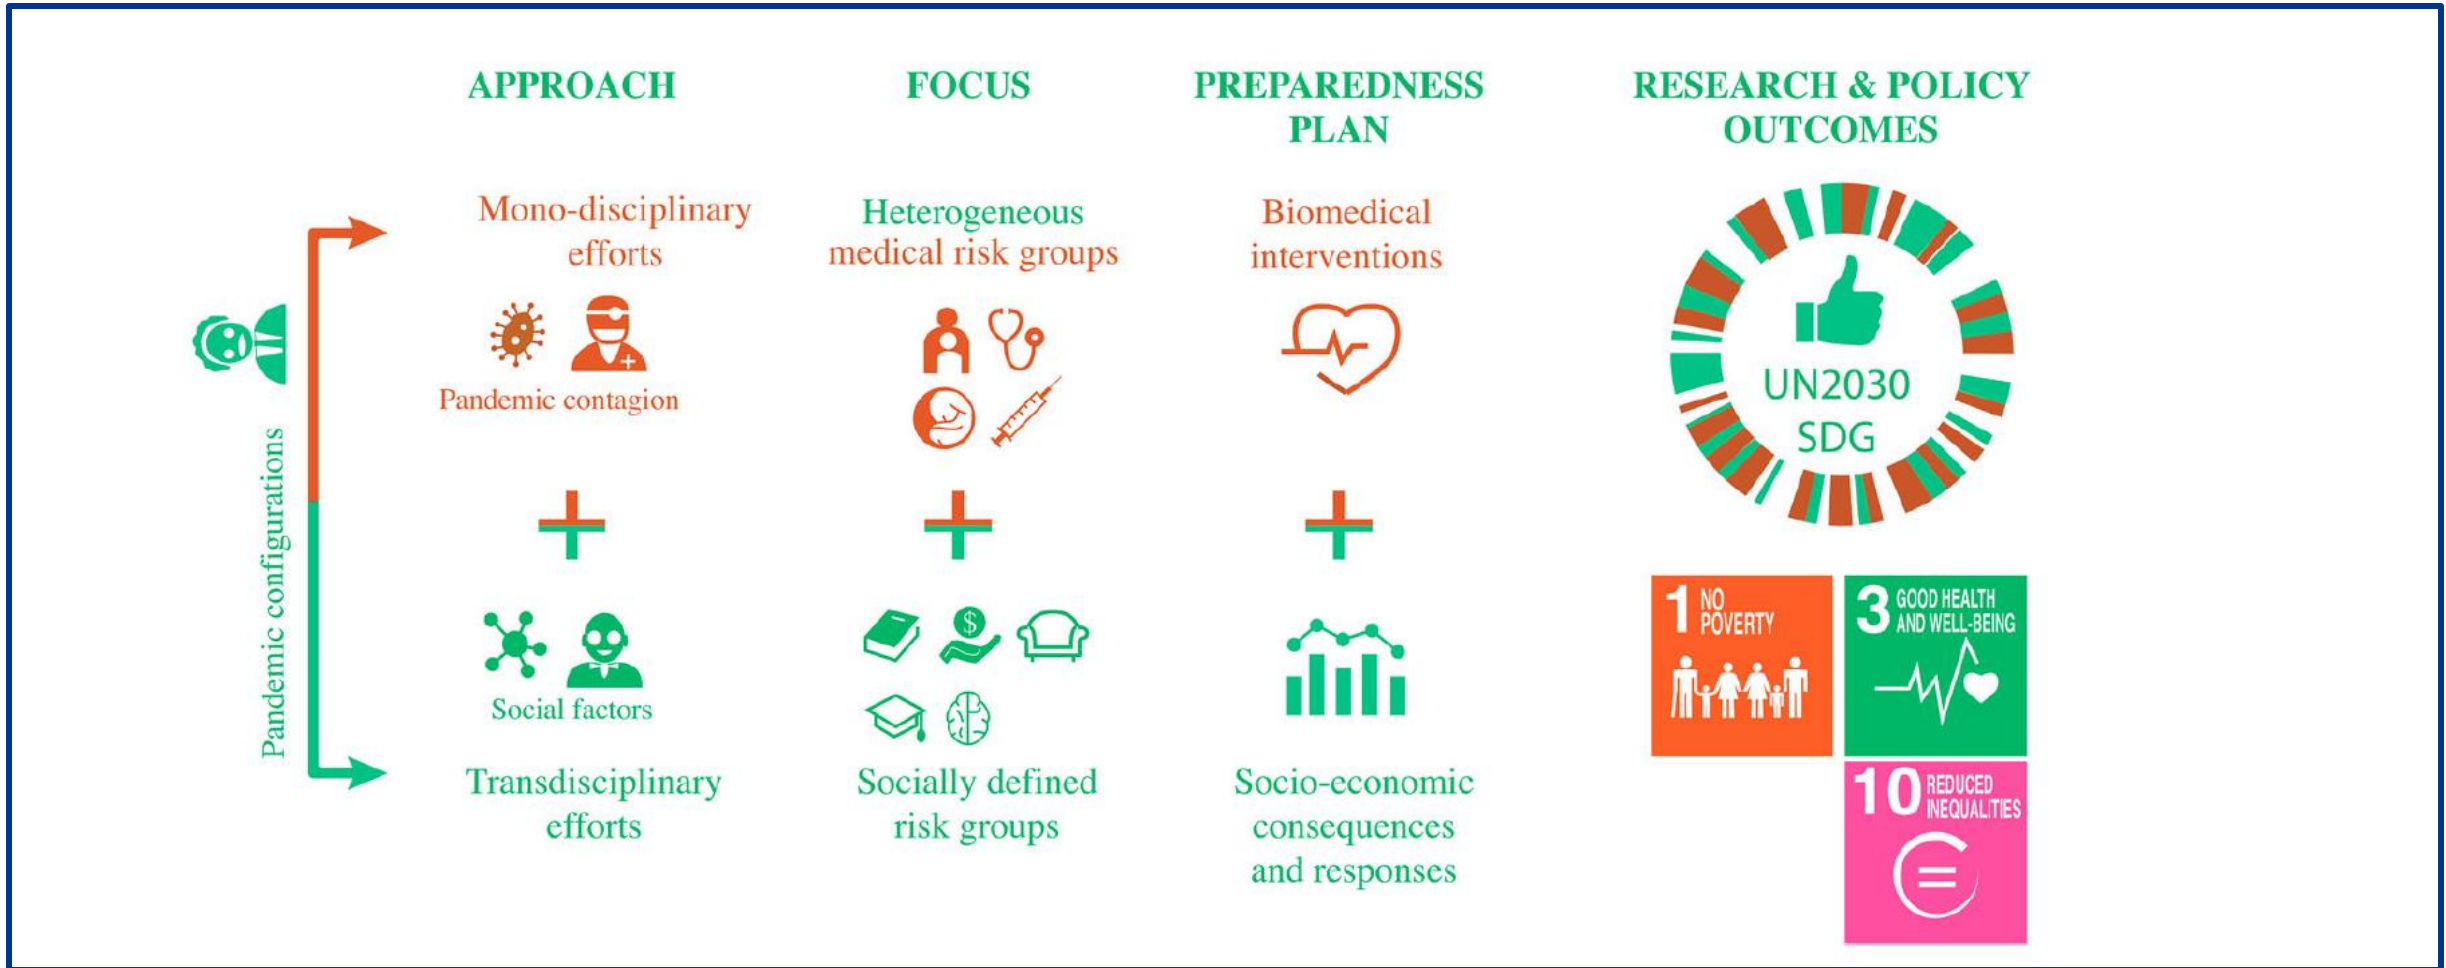 APPROACH
FOCUS
PREPAREDNESS
PLAN
RESEARCH & POLICY
OUTCOMES
Pandemic configurations
Mono-disciplinary
efforts
Pandemic contagion
+
Social factors
Transdisciplinary
efforts
Heterogeneous
medical risk groups
+
$
Socially defined
risk groups
Biomedical
interventions
+
Socio-economic
consequences
and responses
UN2030
SDG
1 NO
POVERTY
3 GOOD HEALTH
AND WELL-BEING
10 REDUCED
INEQUALITIES